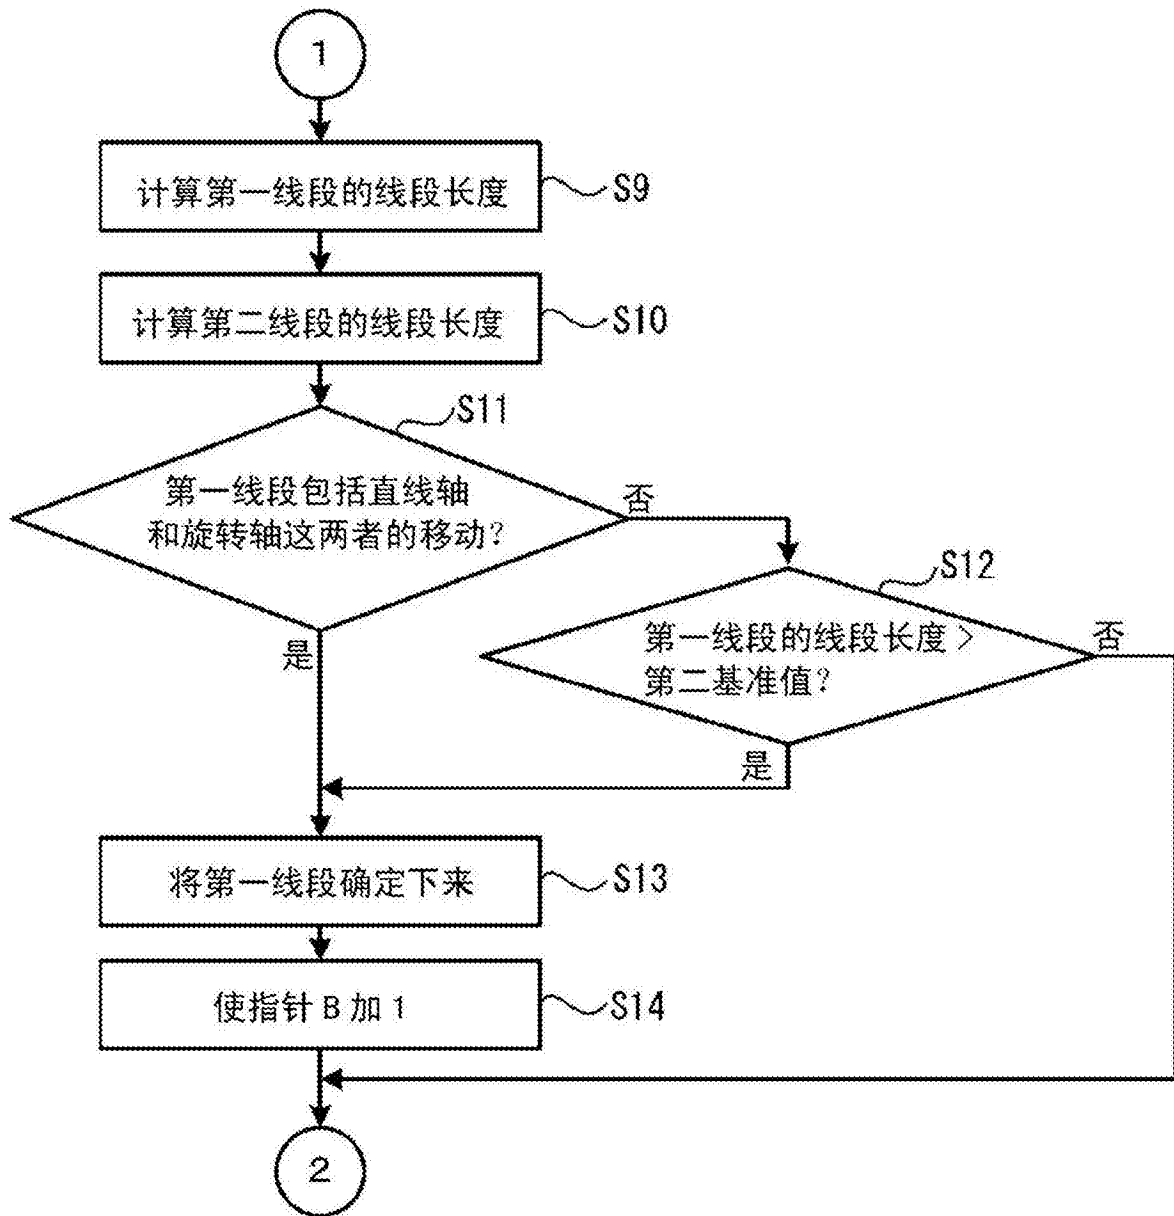 1
计算第一线段的线段长度
S9
计算第二线段的线段长度
S10
S11
第一线段包括直线轴
和旋转轴这两者的移动?
否
S12
是
第一线段的线段长度 >
第二基准值?
否
是
将第一线段确定下来
S13
使指针 B 加 1
S14
2